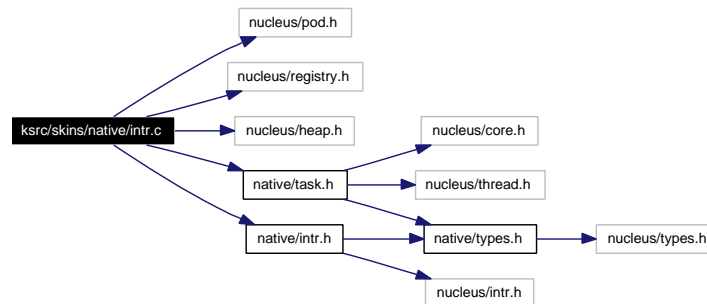 nucleus/pod.h
nucleus/registry.h
ksrc/skins/native/intr.c
nucleus/heap.h
nucleus/core.h
native/task.h
nucleus/thread.h
native/intr.h
native/types.h
nucleus/types.h
nucleus/intr.h